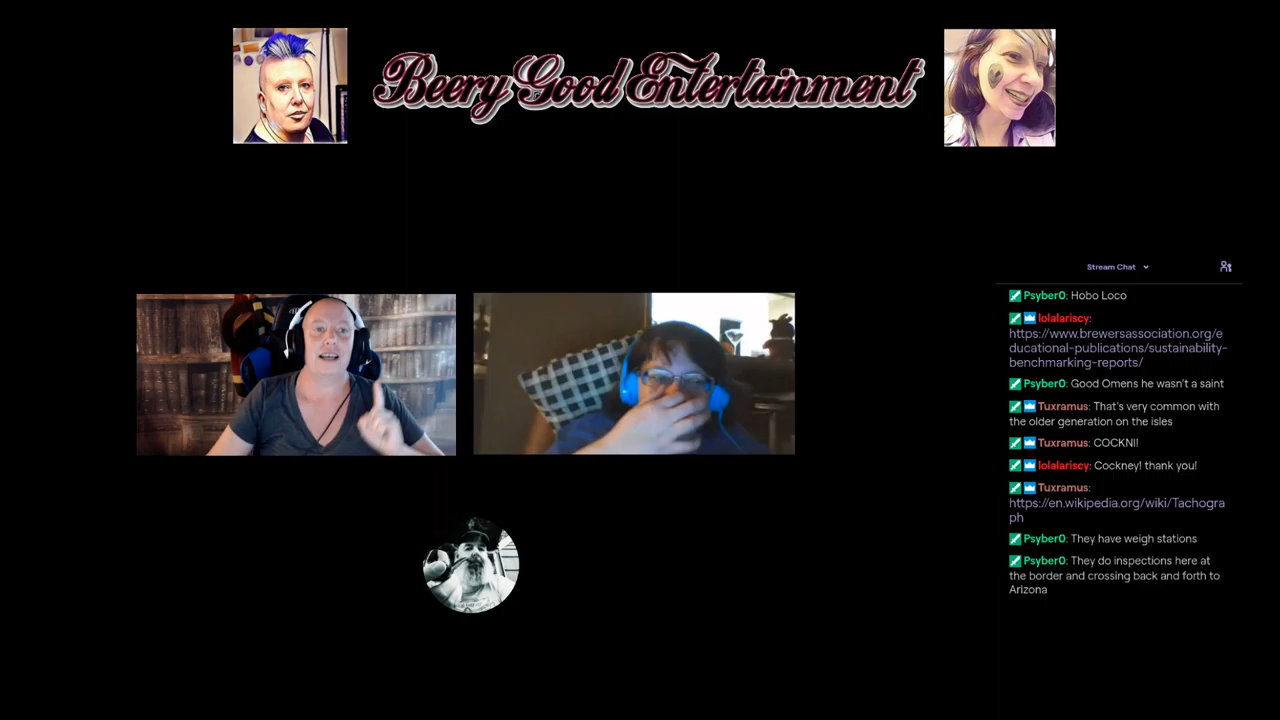 Beery Good Entertainment
Stream Chat
Psyber0: Hobo Loco
lolalariscy:
https://www.brewersassociation.org/e
ducational-publications/sustainability-
benchmarking-reports/
Psyber0: Good Omens he wasn't a saint
Tuxramus: That's very common with
the older generation on the isles
Tuxramus: COCKNI!
lolalariscy: Cockney! thank you!
Tuxramus:
https://en.wikipedia.org/wiki/Tachogra
ph
Psyber0: They have weigh stations
Psyber0: They do inspections here at
the border and crossing back and forth to
Arizona